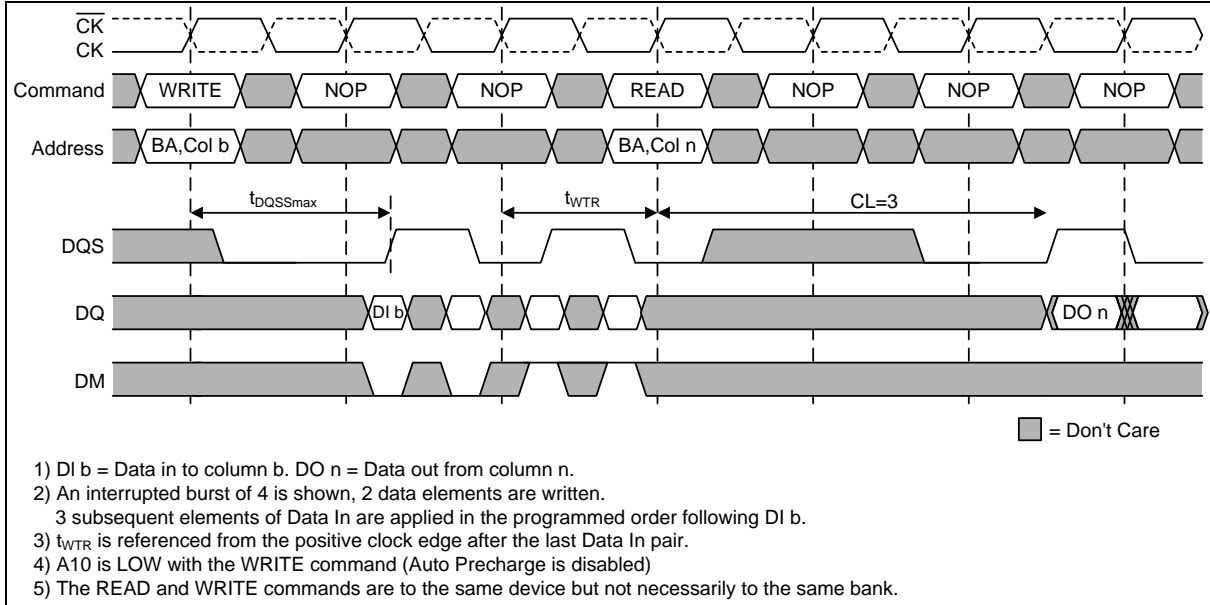 CK
CK
Command WRITE NOP NOP READ NOP NOP NOP
Address BA,Col b BA,Col n
tDQSSmax tWTR CL=3
DQS
DQ DI b DO n
DM
= Don't Care
1) DI b = Data in to column b. DO n = Data out from column n.
2) An interrupted burst of 4 is shown, 2 data elements are written.
3 subsequent elements of Data In are applied in the programmed order following DI b.
3) tWTR is referenced from the positive clock edge after the last Data In pair.
4) A10 is LOW with the WRITE command (Auto Precharge is disabled)
5) The READ and WRITE commands are to the same device but not necessarily to the same bank.